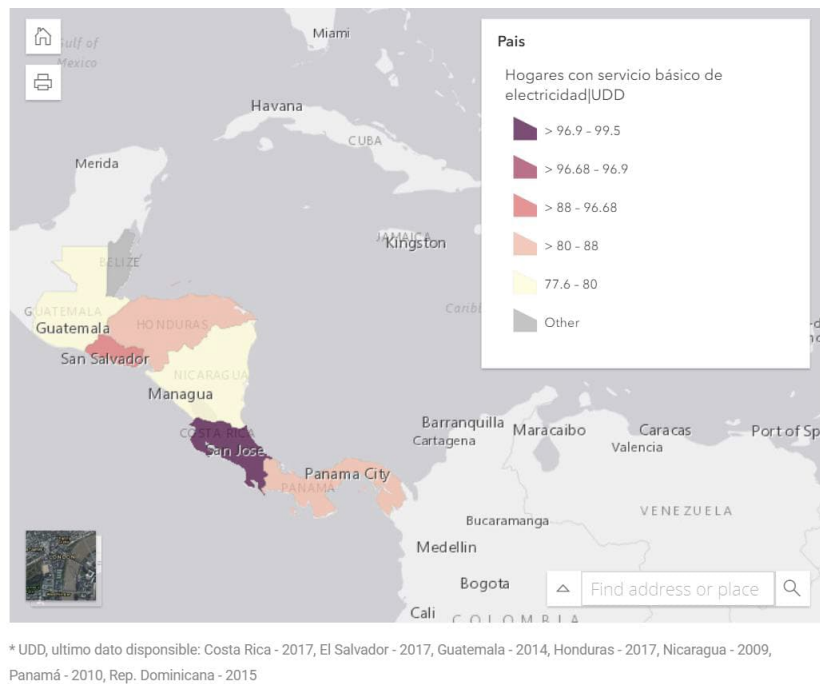 Miami
Gulf of
Mexico
Havana
CUBA
Merida
JAMAICA
Kingston
BELIZE
GUATEMALA
Guatemala
HONDURAS
San Salvador
NICARAGUA
Managua
COSTA RICA
San Jose
Panama City
PANAMA
Barranquilla
Cartagena
Maracaibo
Caracas
Valencia
Port of Sp
VENEZUELA
Bucaramanga
Medellin
Bogota
Cali
COLOMBIA
Pais
Hogares con servicio básico de
electricidad|UDD
> 96.9 - 99.5
> 96.68 - 96.9
> 88 - 96.68
> 80 - 88
77.6 - 80
Other
Find address or place
* UDD, ultimo dato disponible: Costa Rica - 2017, El Salvador - 2017, Guatemala - 2014, Honduras - 2017, Nicaragua - 2009,
Panamá - 2010, Rep. Dominicana - 2015